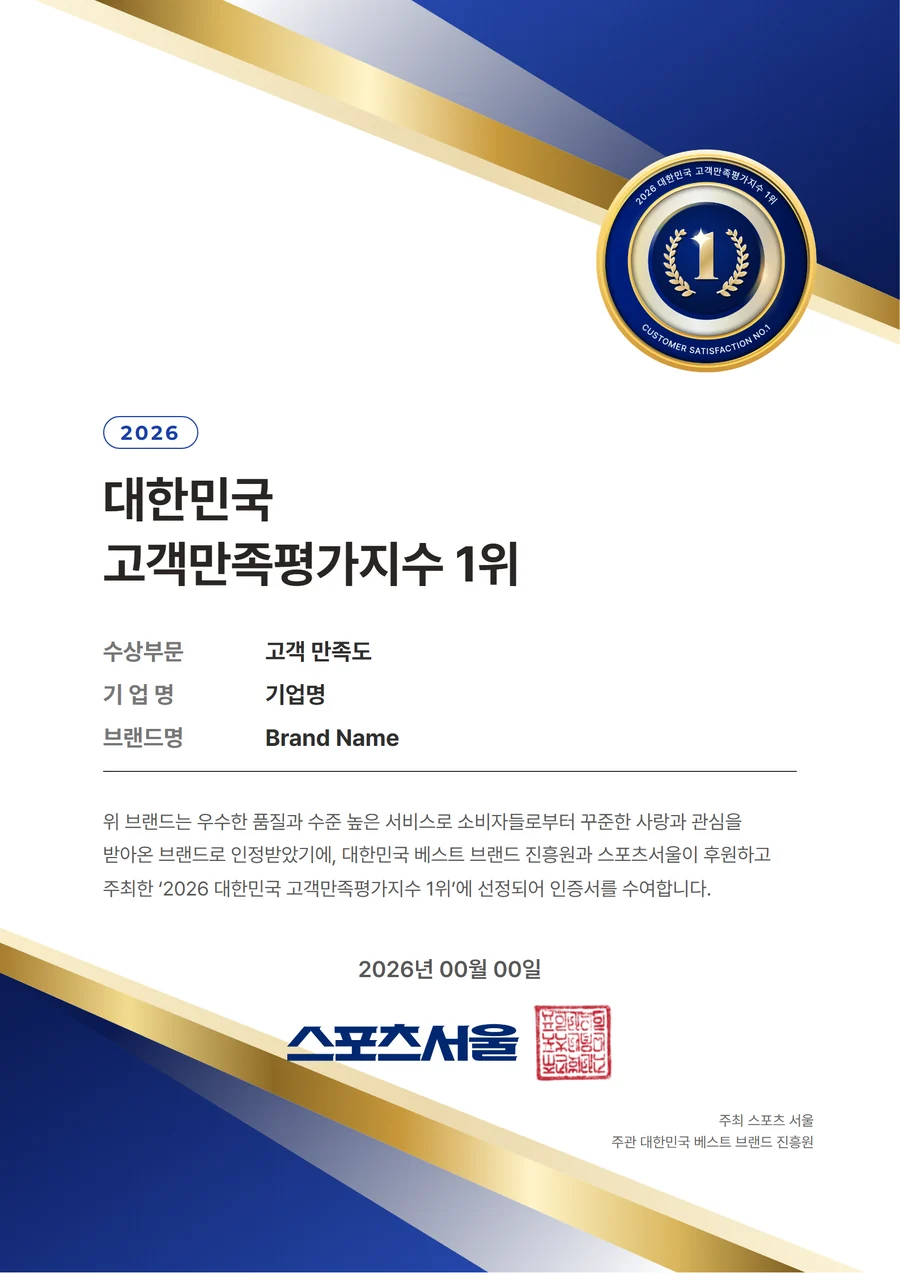 2026 대한민국 고객만족평가지수 1위
1
CUSTOMER SATISFACTION NO.1
2026
대한민국
고객만족평가지수 1위
수상부문 고객 만족도
기 업 명 기업명
브랜드명 Brand Name
위 브랜드는 우수한 품질과 수준 높은 서비스로 소비자들로부터 꾸준한 사랑과 관심을
받아온 브랜드로 인정받았기에, 대한민국 베스트 브랜드 진흥원과 스포츠서울이 후원하고
주최한 ‘2026 대한민국 고객만족평가지수 1위’에 선정되어 인증서를 수여합니다.
2026년 00월 00일
스포츠서울
주최 스포츠 서울
주관 대한민국 베스트 브랜드 진흥원